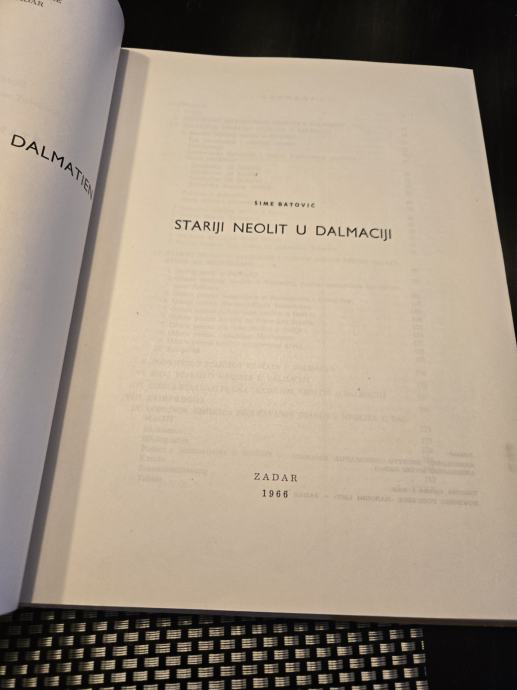 DALMATIEN
ŠIME BATOVIĆ
STARIJI NEOLIT U DALMACIJI
ZADAR
1966